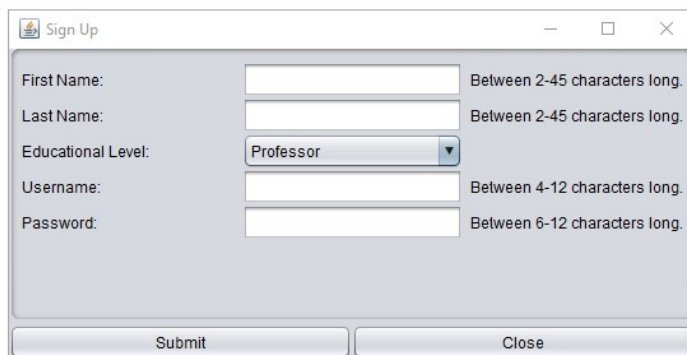 Sign Up
First Name: Between 2-45 characters long.
Last Name: Between 2-45 characters long.
Educational Level: Professor
Username: Between 4-12 characters long.
Password: Between 6-12 characters long.
Submit Close